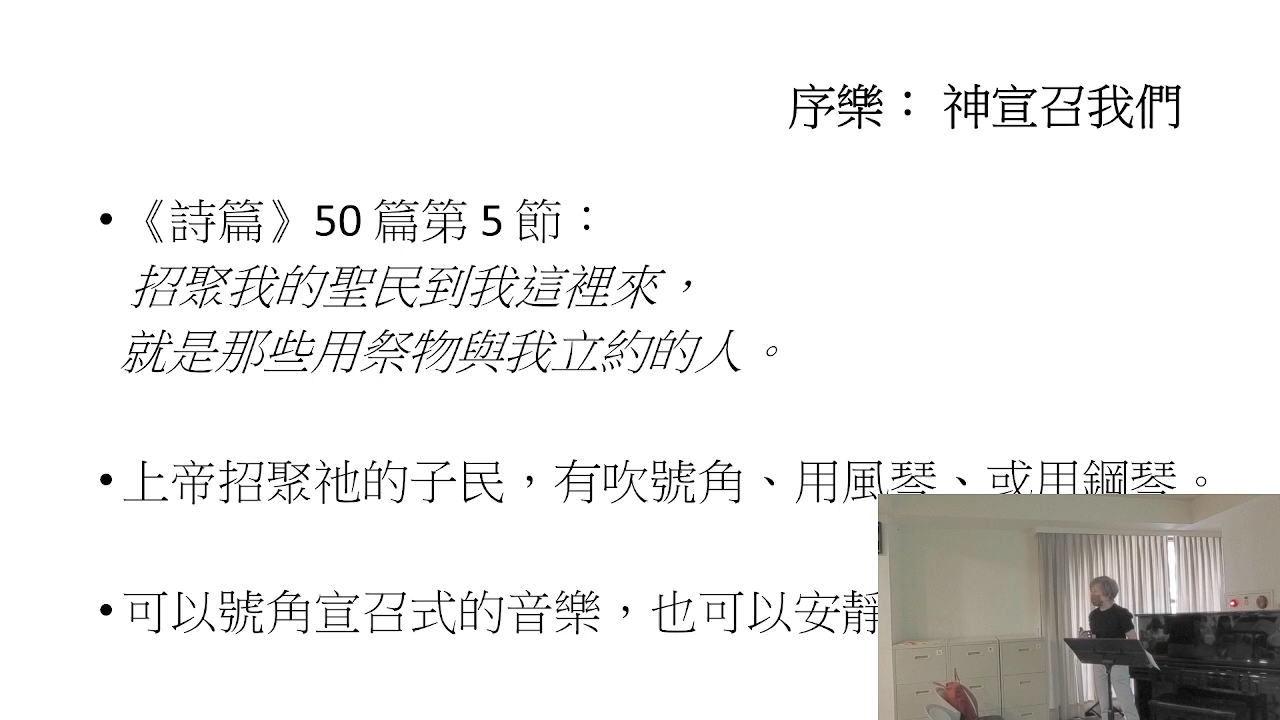 序樂： 神宣召我們
•《詩篇》50 篇第 5 節：
招聚我的聖民到我這裡來，
就是那些用祭物與我立約的人。
•上帝招聚祂的子民，有吹號角、用風琴、或用鋼琴。
•可以號角宣召式的音樂，也可以安靜